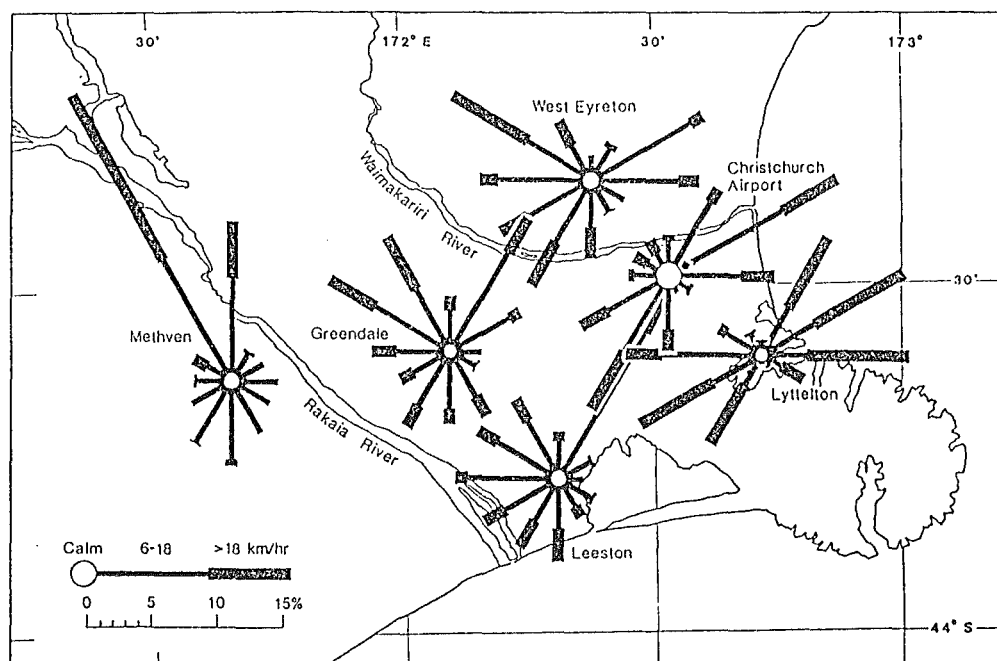 30' 172° E 30' 173°
West Eyreton
Christchurch
Airport
Waimakariri
River
30'
Methven
Greendale
Lyttelton
Rakaia River
Leeston
Calm 6-18 >18 km/hr
0 5 10 15%
44° S